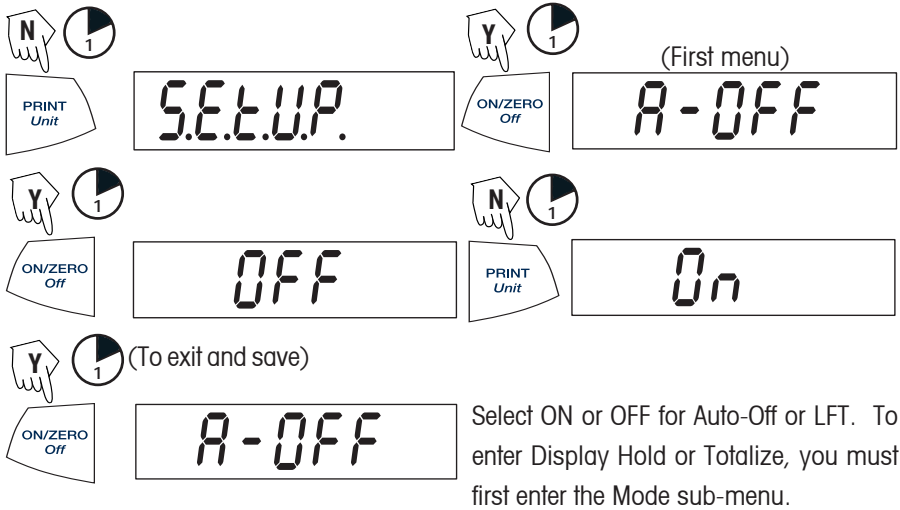 N
1
PRINT
Unit
S.E.t.U.P.
Y
1
(First menu)
ON/ZERO
Off
A-OFF
Y
1
ON/ZERO
Off
OFF
N
1
PRINT
Unit
On
Y
1
(To exit and save)
ON/ZERO
Off
A-OFF
Select ON or OFF for Auto-Off or LFT. To
enter Display Hold or Totalize, you must
first enter the Mode sub-menu.